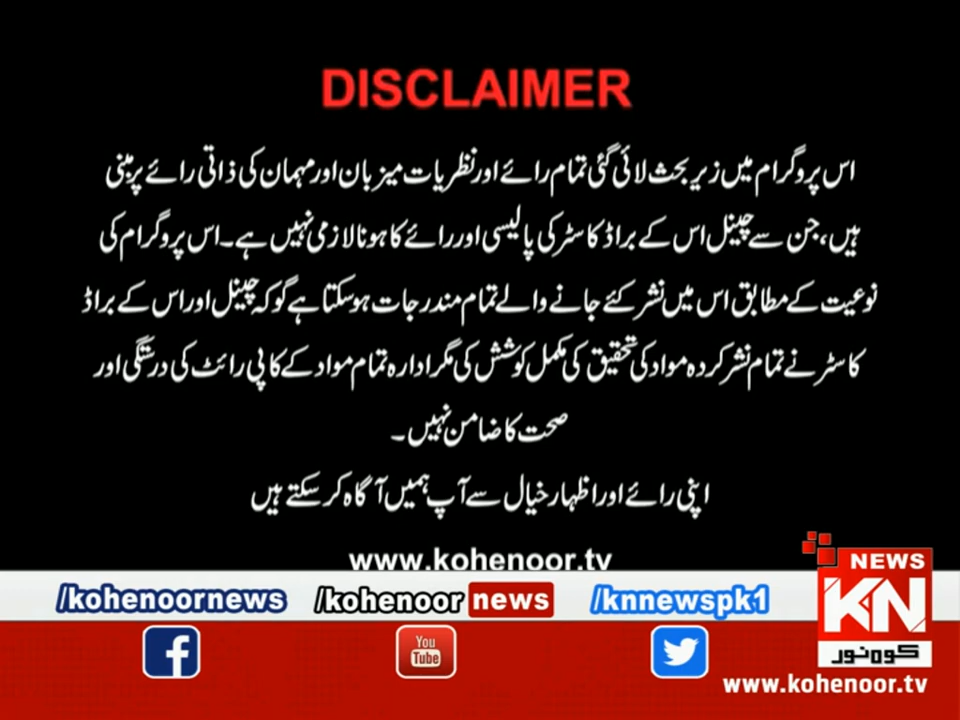 DISCLAIMER
اس پروگرام میں زیرِ بحث لائی گئی تمام رائے اور نظریات میزبان اور مہمان کی ذاتی رائے پر مبنی
ہیں، جن سے چینل اس کے براڈ کاسٹر کی پالیسی اور رائے کا ہونا لازمی نہیں ہے۔ اس پروگرام کی
نوعیت کے مطابق اس میں نشر کئے جانے والے تمام مندرجات ہو سکتا ہے گو کہ چینل اور اس کے براڈ
کاسٹر نے تمام نشر کردہ مواد کی تحقیق کی مکمل کوشش کی مگر ادارہ تمام مواد کے کاپی رائٹ کی درستگی اور
صحت کا ضامن نہیں۔
اپنی رائے اور اظہار خیال سے آپ ہمیں آگاہ کر سکتے ہیں
www.kohenoor.tv
/kohenoornews /kohenoor news /knnewspk1
You Tube
NEWS
KN
کوہ نور
www.kohenoor.tv